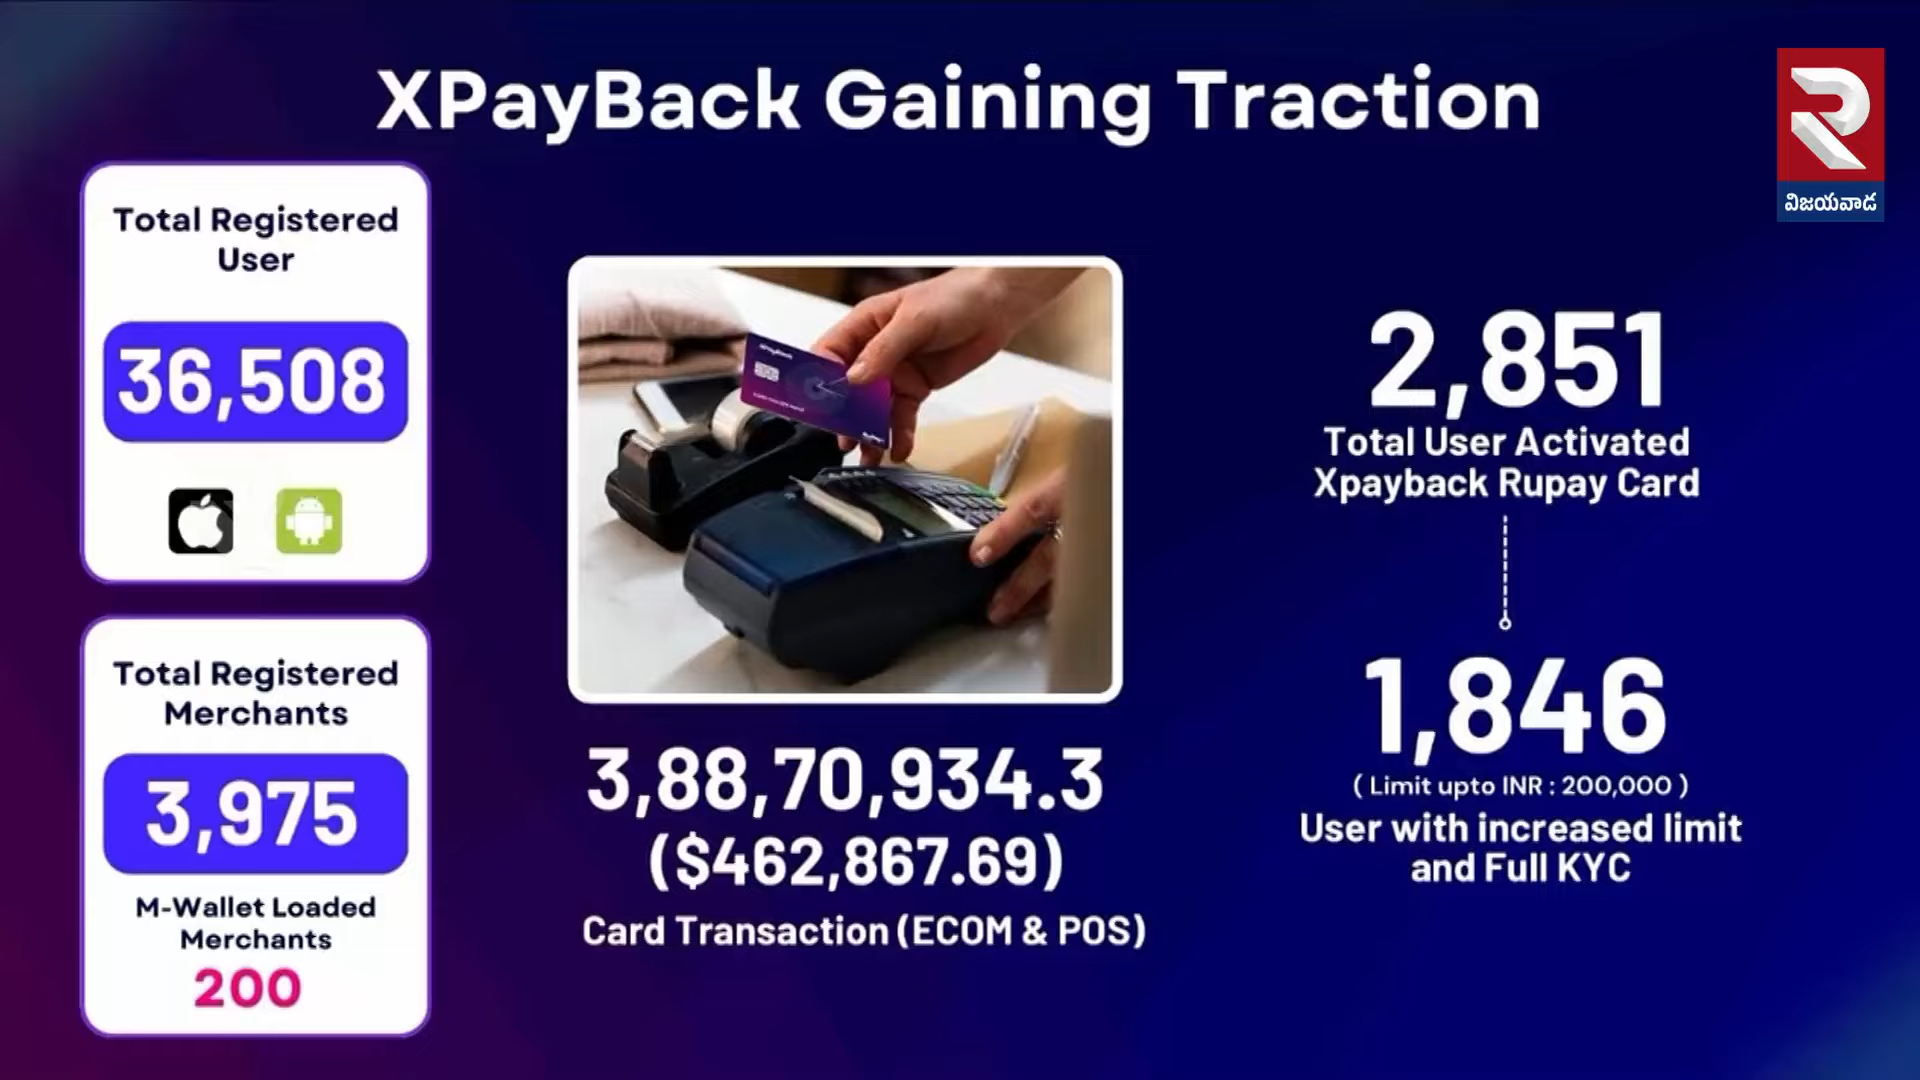 XPayBack Gaining Traction
విజయవాడ
Total Registered
User
36,508
Total Registered
Merchants
3,975
M-Wallet Loaded
Merchants
200
XPayBack
3,88,70,934.3
($462,867.69)
Card Transaction (ECOM & POS)
2,851
Total User Activated
Xpayback Rupay Card
1,846
( Limit upto INR : 200,000 )
User with increased limit
and Full KYC